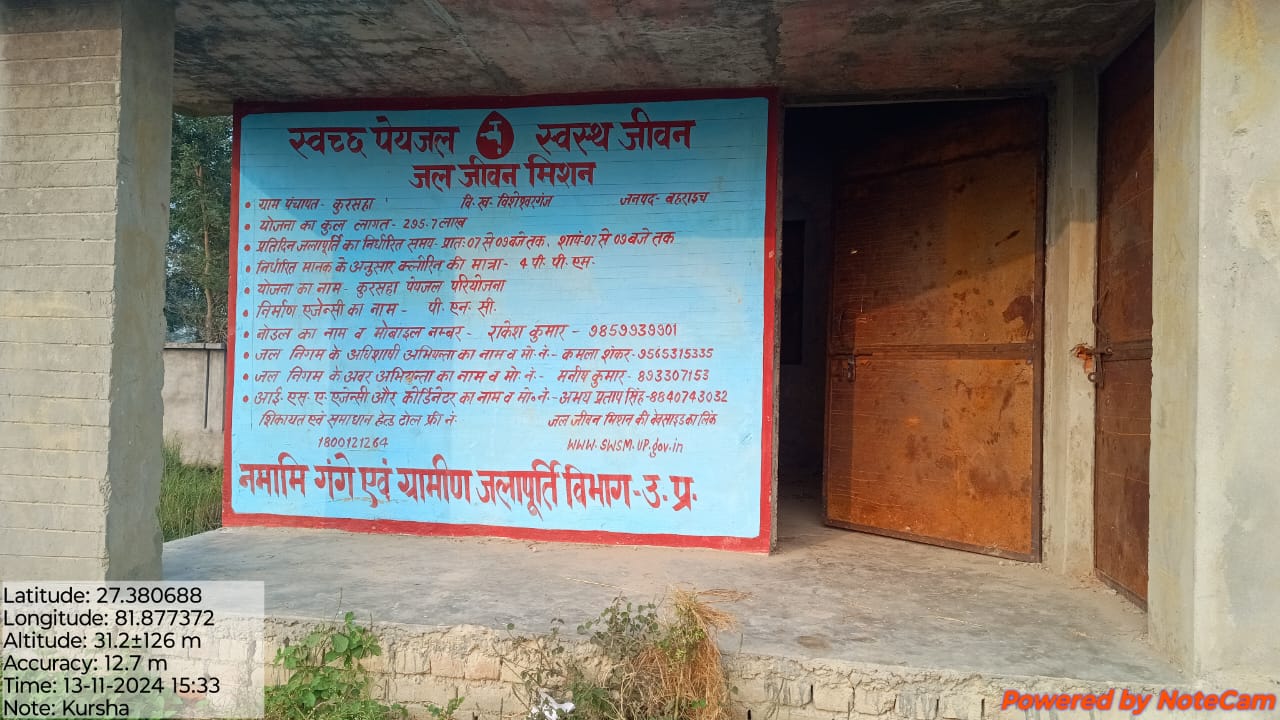 स्वच्छ पेयजल स्वस्थ जीवन
जल जीवन मिशन
ग्राम पंचायत- कुरसहा वि.ख. विशेश्वरगंज जनपद- बहराइच
योजना का कुल लागत- 295.7 लाख
प्रतिदिन जलापूर्ति का निर्धारित समय- प्रातः 07 से 09 बजे तक, शायं-07 से 09 बजे तक
निर्धारित मानक के अनुसार क्लोरिन की मात्रा- 4 पी. पी. एम.
योजना का नाम- कुरसहा पेयजल परियोजना
निर्माण एजेन्सी का नाम- पी. एन. सी.
नोडल का नाम व मोबाइल नम्बर- राकेश कुमार - 9859939901
जल निगम के अधिशाषी अभियन्ता का नाम व मो. नं.- कमला शंकर- 9565315335
जल निगम के अवर अभियन्ता का नाम व मो. नं.- मनीष कुमार- 893307153
आई. एस. ए. एजेन्सी और कोर्डिनेटर का नाम व मो॰ नं.- अभय प्रताप सिंह-8840743032
शिकायत एवं समाधान हेतु टोल फ्री नं. जल जीवन मिशन की वेबसाइड का लिंक
1800121264 www.swsm.up.gov.in
नमामि गंगे एवं ग्रामीण जलापूर्ति विभाग-उ. प्र.
Latitude: 27.380688
Longitude: 81.877372
Altitude: 31.2±126 m
Accuracy: 12.7 m
Time: 13-11-2024 15:33
Note: Kursha
Powered by NoteCam